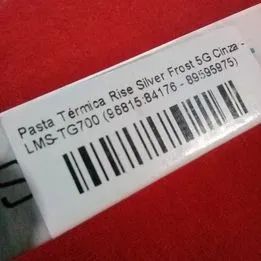 Pasta Térmica Rise Silver Frost 5G Cinza -
LMS-TG700 (96815-84176 - 89595975)